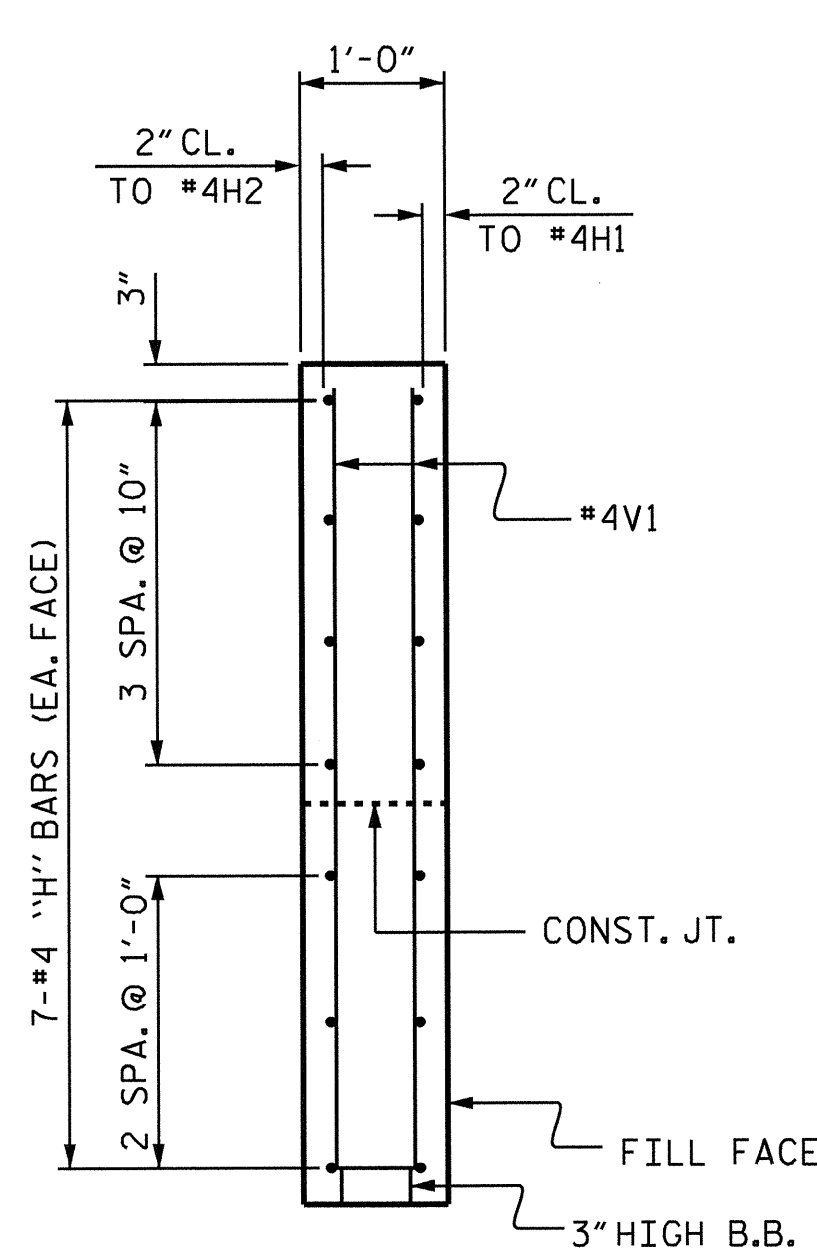 1'-0"
2" CL.
TO #4H2
2" CL.
TO #4H1
3"
3 SPA. @ 10"
#4V1
7-#4 ``H'' BARS (EA. FACE)
CONST. JT.
2 SPA. @ 1'-0"
FILL FACE
3" HIGH B.B.